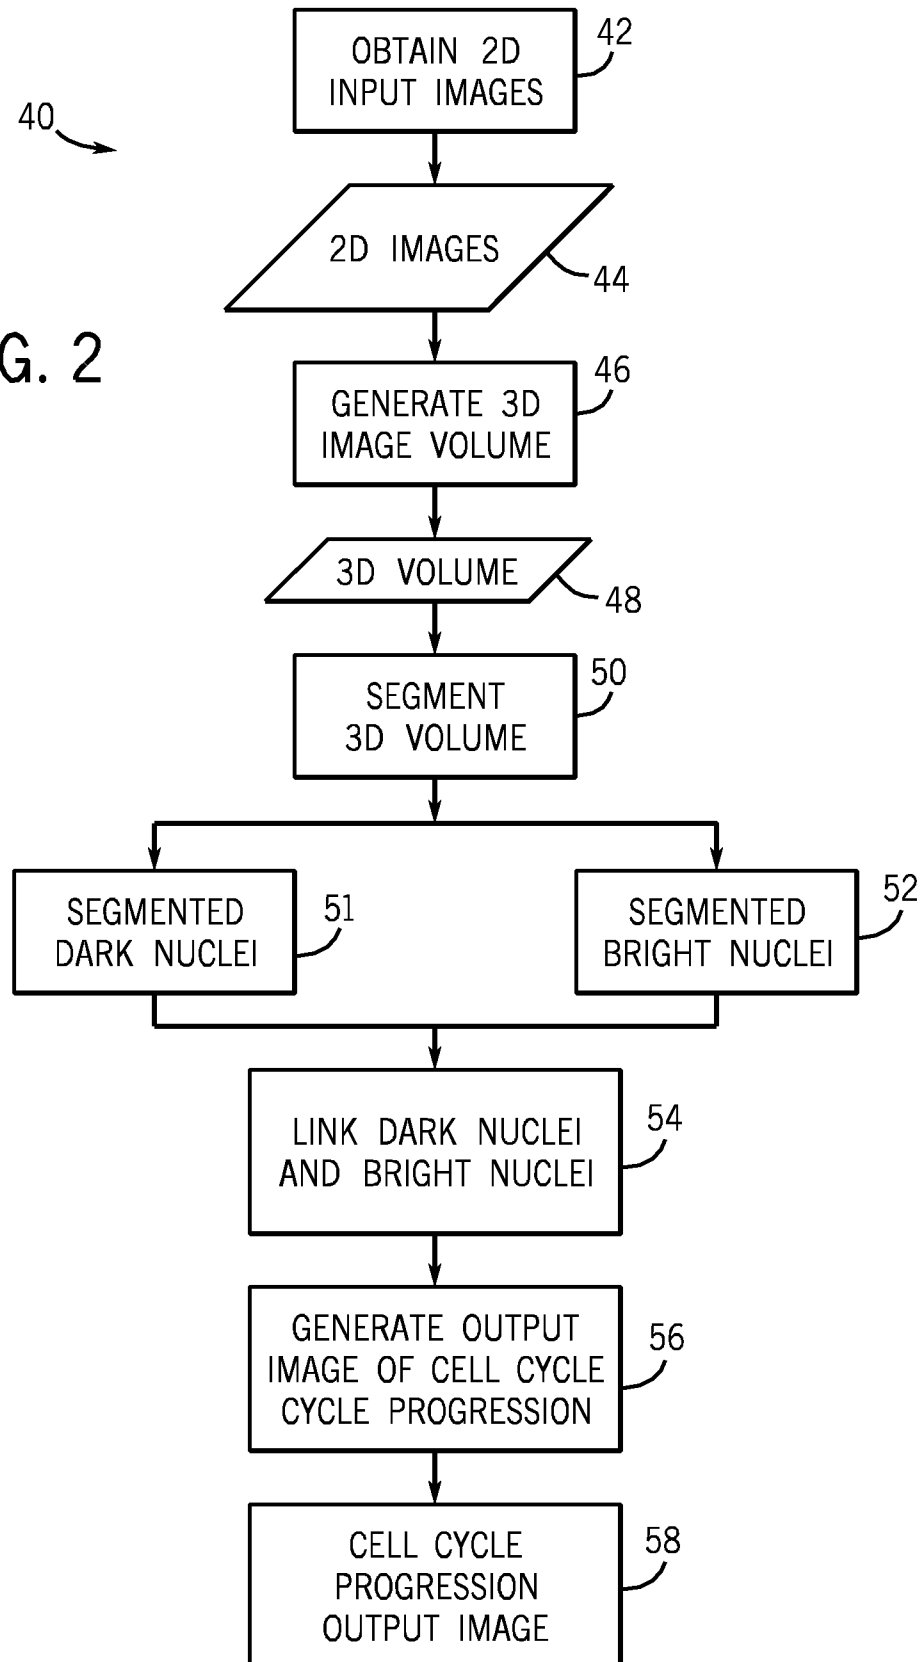 OBTAIN 2D
INPUT IMAGES
42
40
2D IMAGES
44
G. 2
GENERATE 3D
IMAGE VOLUME
46
3D VOLUME
48
SEGMENT
3D VOLUME
50
SEGMENTED
DARK NUCLEI
51
SEGMENTED
BRIGHT NUCLEI
52
LINK DARK NUCLEI
AND BRIGHT NUCLEI
54
GENERATE OUTPUT
IMAGE OF CELL CYCLE
CYCLE PROGRESSION
56
CELL CYCLE
PROGRESSION
OUTPUT IMAGE
58